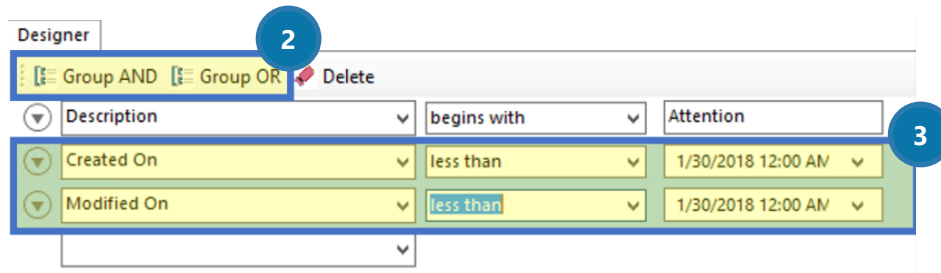 Designer
2
Group AND Group OR Delete
Description begins with Attention
3
Created On less than 1/30/2018 12:00 AM
Modified On less than 1/30/2018 12:00 AM